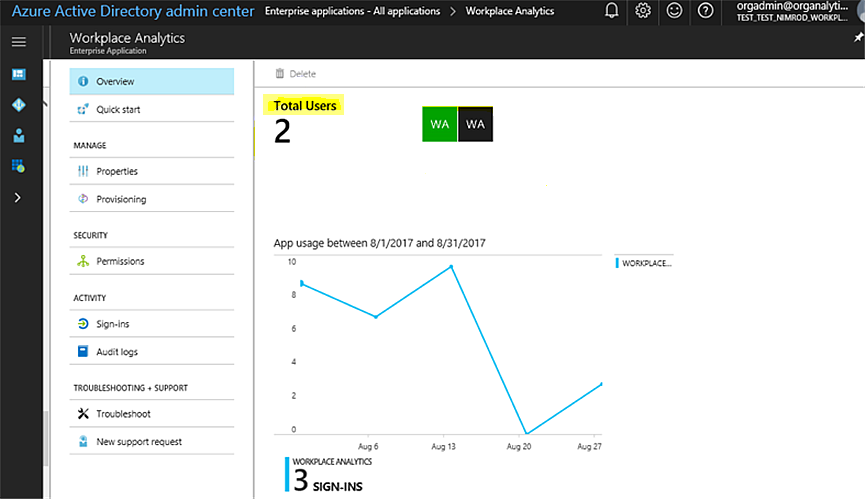 Azure Active Directory admin center Enterprise applications - All applications Workplace Analytics
orgadmin@organalyti...
TEST_TEST_NIMROD_WORKPL...
Workplace Analytics
Enterprise Application
Overview
Quick start
MANAGE
Properties
Provisioning
SECURITY
Permissions
ACTIVITY
Sign-ins
Audit logs
TROUBLESHOOTING + SUPPORT
Troubleshoot
New support request
Delete
Total Users
2
WA WA
App usage between 8/1/2017 and 8/31/2017
10
8
6
4
2
0
Aug 6 Aug 13 Aug 20 Aug 27
WORKPLACE...
WORKPLACE ANALYTICS
3 SIGN-INS